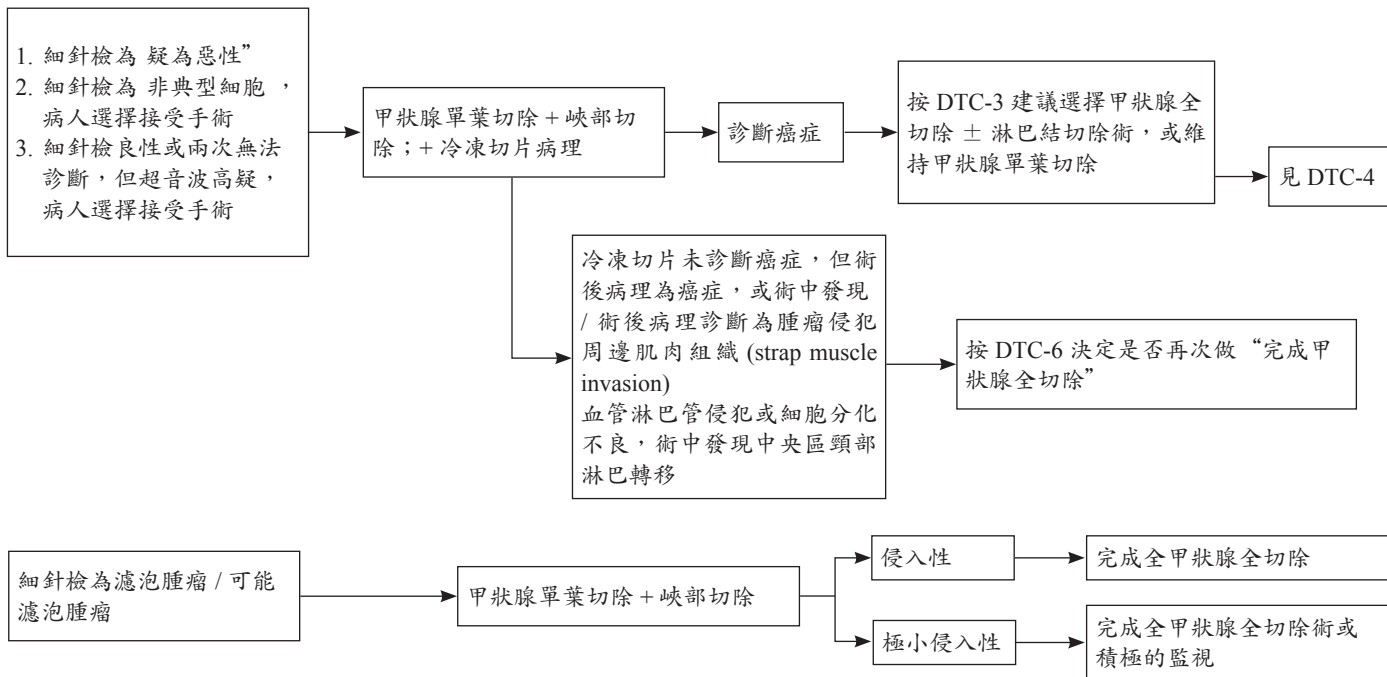 1. 細針檢為 疑為惡性”
2. 細針檢為 非典型細胞 ，
病人選擇接受手術
3. 細針檢良性或兩次無法
診斷，但超音波高疑，
病人選擇接受手術
甲狀腺單葉切除 + 峽部切
除；+ 冷凍切片病理
診斷癌症
按 DTC-3 建議選擇甲狀腺全
切除 ± 淋巴結切除術，或維
持甲狀腺單葉切除
見 DTC-4
冷凍切片未診斷癌症，但術
後病理為癌症，或術中發現
/ 術後病理診斷為腫瘤侵犯
周邊肌肉組織 (strap muscle
invasion)
血管淋巴管侵犯或細胞分化
不良，術中發現中央區頸部
淋巴轉移
按 DTC-6 決定是否再次做 “完成甲
狀腺全切除”
細針檢為濾泡腫瘤 / 可能
濾泡腫瘤
甲狀腺單葉切除 + 峽部切除
侵入性
完成全甲狀腺全切除
極小侵入性
完成全甲狀腺全切除術或
積極的監視